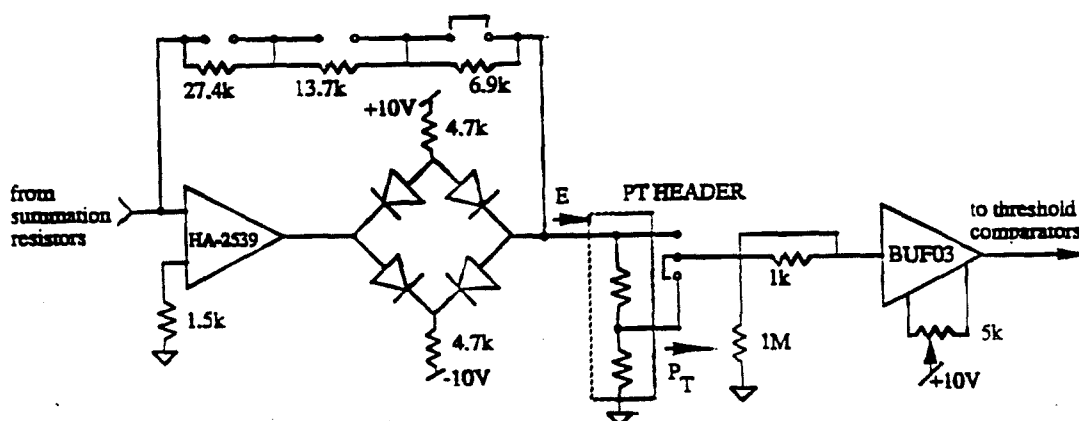 27.4k
13.7k
6.9k
+10V
4.7k
from
summation
resistors
HA-2539
1.5k
4.7k
-10V
E
PT HEADER
P_T
1M
1k
BUF03
to threshold
comparators
5k
+10V